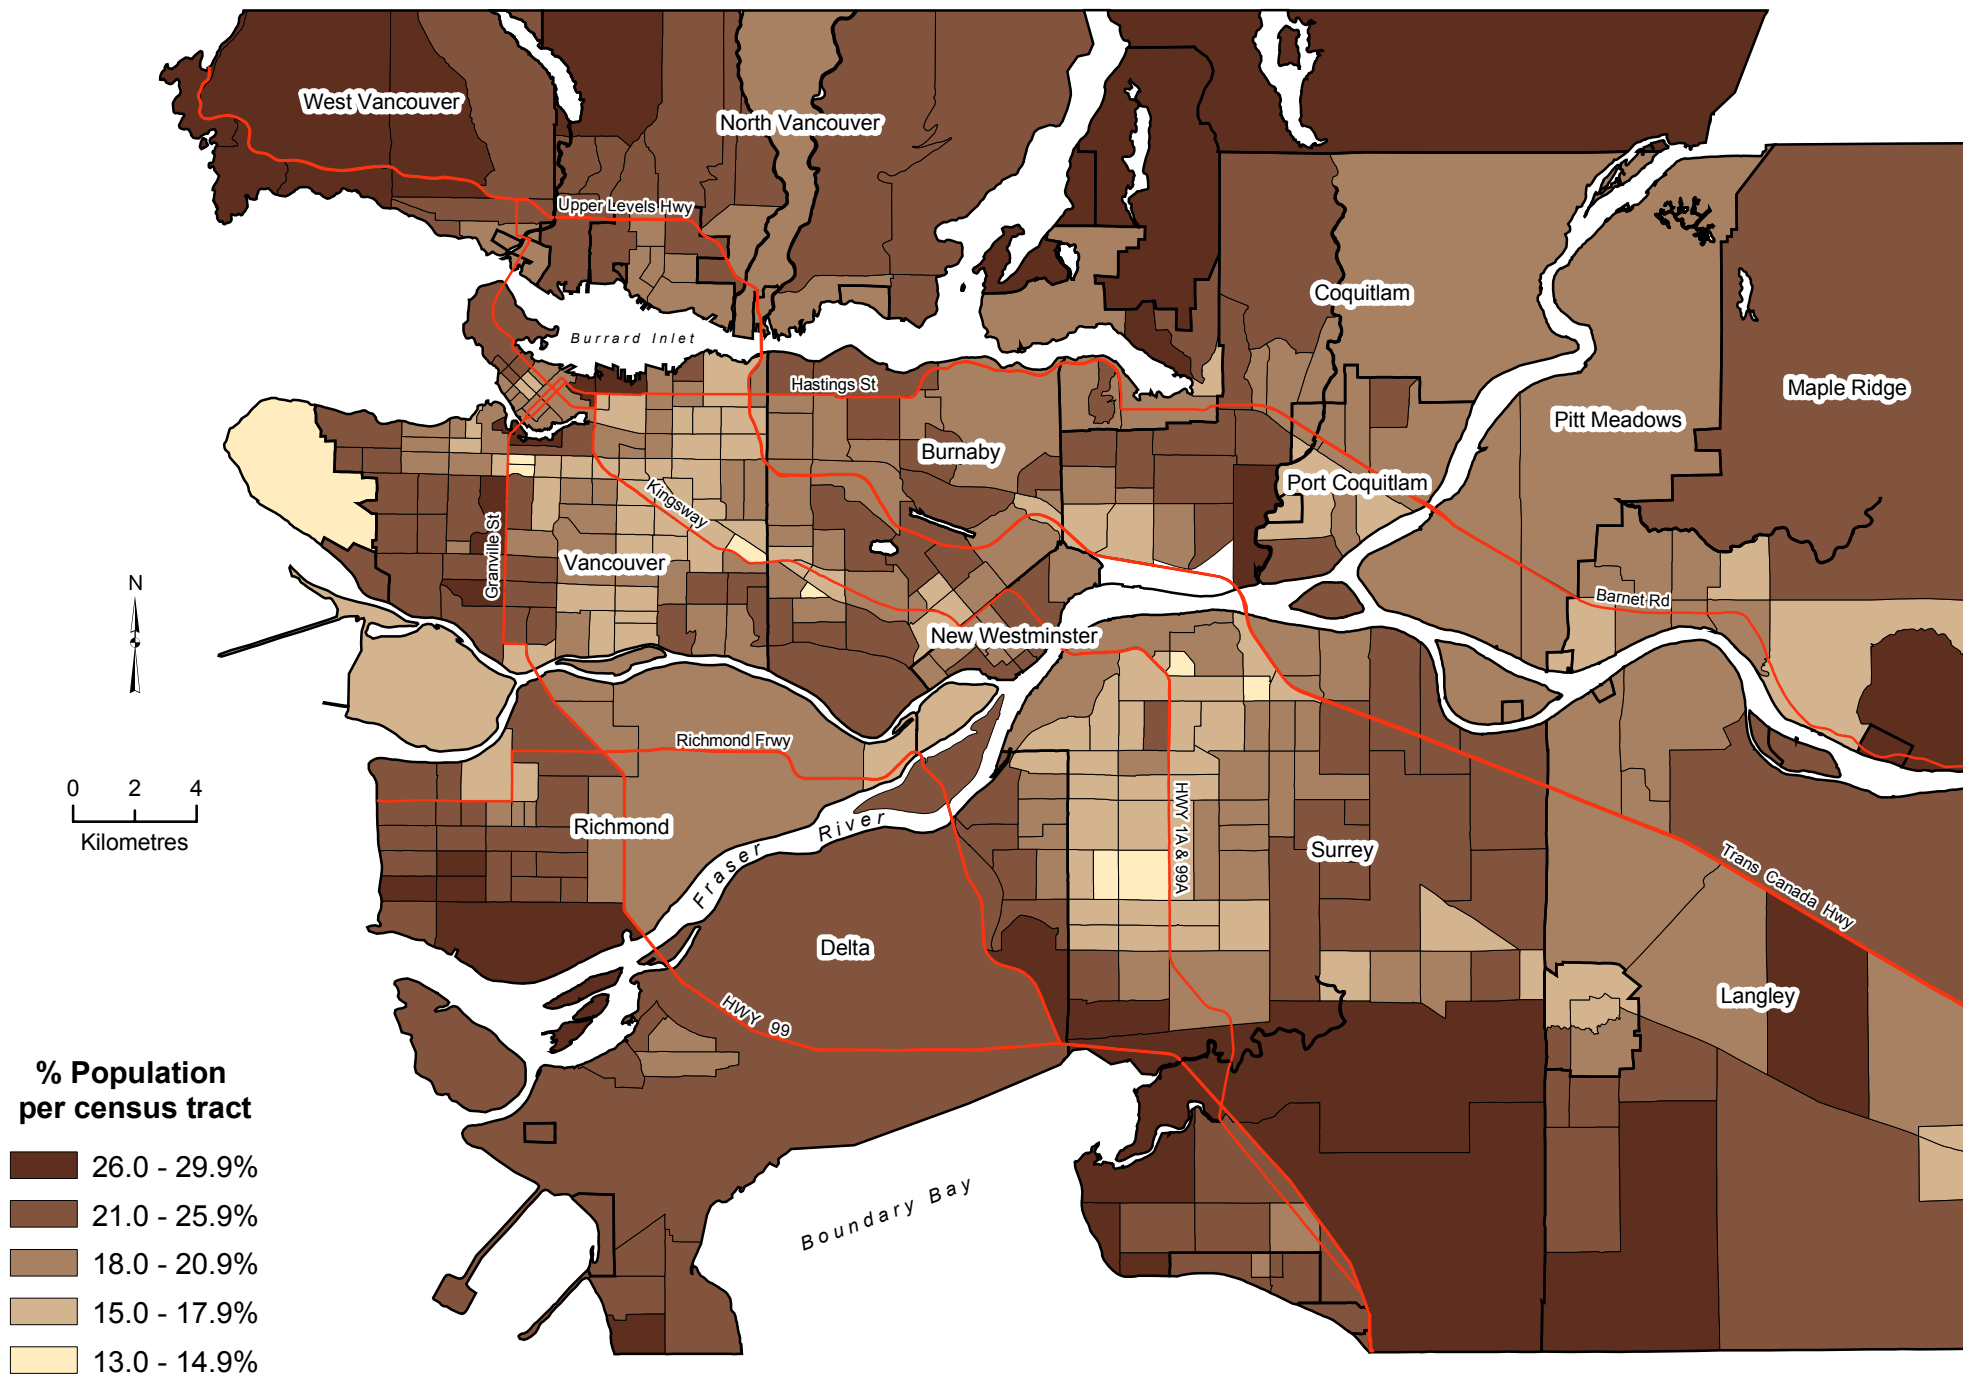 West Vancouver
North Vancouver
Upper Levels Hwy
Coquitlam
Burrard Inlet
Hastings St
Maple Ridge
Pitt Meadows
Burnaby
Port Coquitlam
Kingsway
Granville St
Vancouver
N
Barnet Rd
New Westminster
Richmond Frwy
0 2 4
Kilometres
HWY 1A & 99A
Richmond
Fraser River
Surrey
Trans Canada Hwy
Delta
Langley
HWY 99
Boundary Bay
% Population
per census tract
26.0 - 29.9%
21.0 - 25.9%
18.0 - 20.9%
15.0 - 17.9%
13.0 - 14.9%